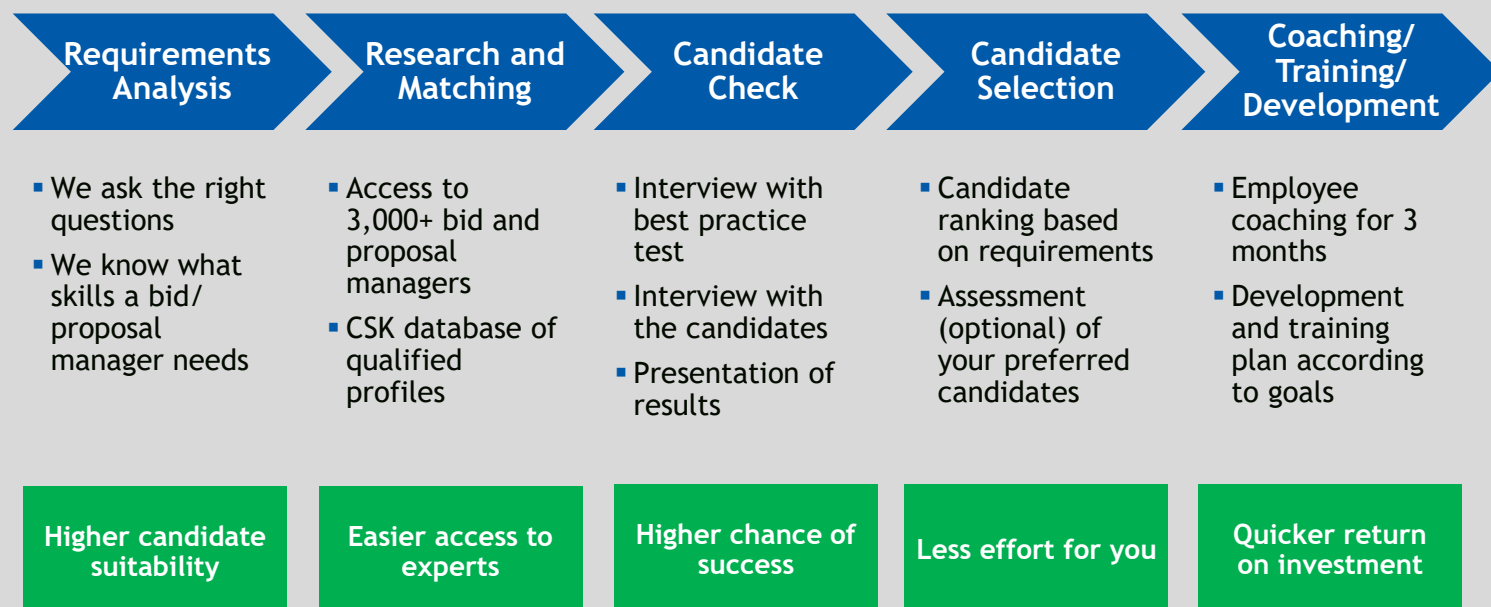 Requirements
Analysis
Research and
Matching
Candidate
Check
Candidate
Selection
Coaching/
Training/
Development
▪ We ask the right
questions
▪ We know what
skills a bid/
proposal
manager needs
▪ Access to
3,000+ bid and
proposal
managers
▪ CSK database of
qualified
profiles
▪ Interview with
best practice
test
▪ Interview with
the candidates
▪ Presentation of
results
▪ Candidate
ranking based
on requirements
▪ Assessment
(optional) of
your preferred
candidates
▪ Employee
coaching for 3
months
▪ Development
and training
plan according
to goals
Higher candidate
suitability
Easier access to
experts
Higher chance of
success
Less effort for you
Quicker return
on investment